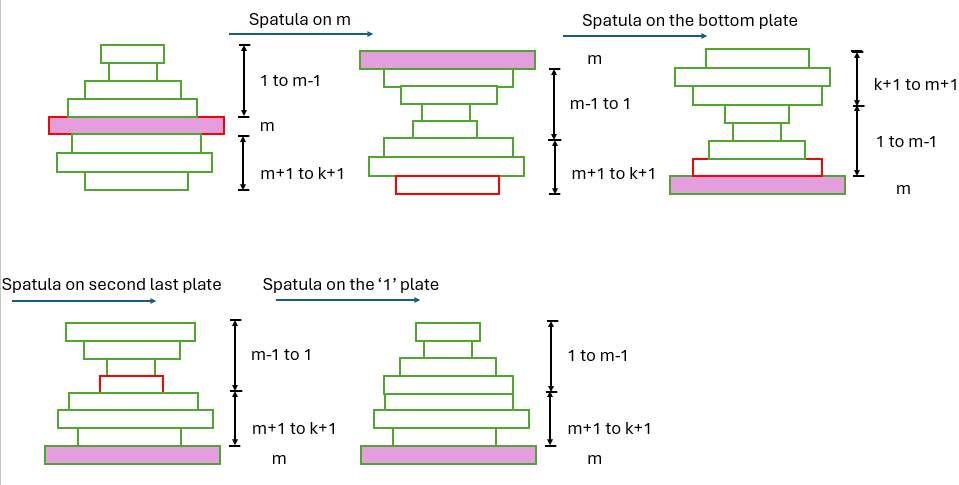 Spatula on m
Spatula on the bottom plate
1 to m-1
m
m+1 to k+1
m
m-1 to 1
m+1 to k+1
k+1 to m+1
1 to m-1
m
Spatula on second last plate
Spatula on the ‘1’ plate
m-1 to 1
m+1 to k+1
m
1 to m-1
m+1 to k+1
m